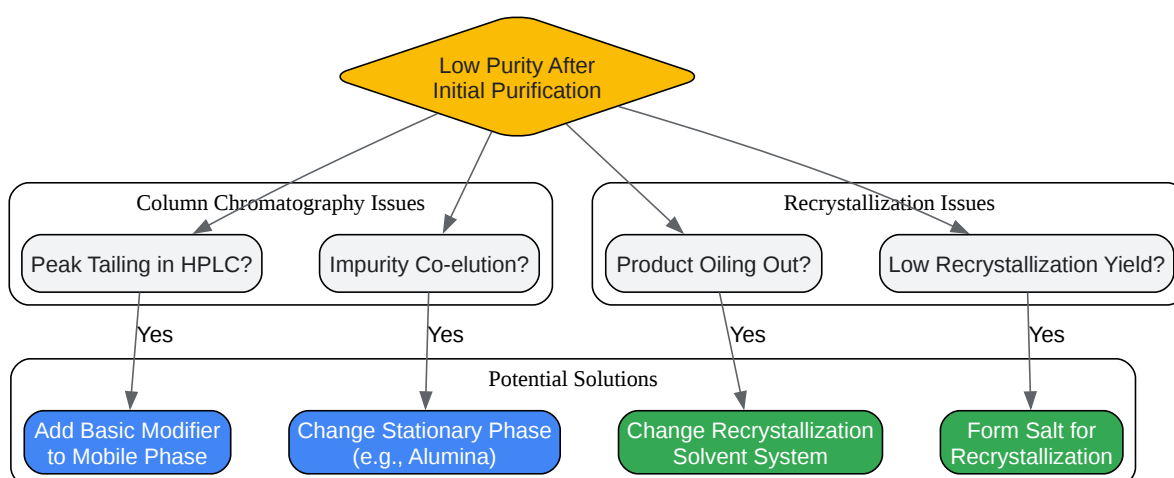 Low Purity After
Initial Purification
Column Chromatography Issues
Recrystallization Issues
Peak Tailing in HPLC?
Impurity Co-elution?
Product Oiling Out?
Low Recrystallization Yield?
Yes
Yes
Yes
Yes
Potential Solutions
Add Basic Modifier
to Mobile Phase
Change Stationary Phase
(e.g., Alumina)
Change Recrystallization
Solvent System
Form Salt for
Recrystallization